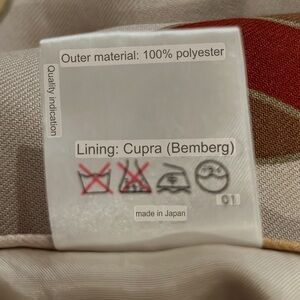 Quality indication
Outer material: 100% polyester
Lining: Cupra (Bemberg)
01
made in Japan